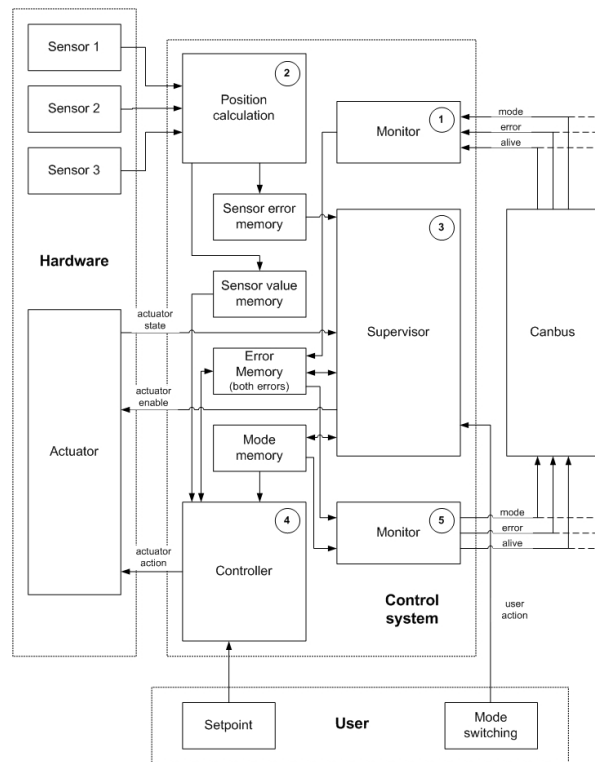 Sensor 1
Sensor 2
Sensor 3
Hardware
Position
calculation
2
Monitor
1
mode
error
alive
Sensor error
memory
Sensor value
memory
3
Supervisor
Canbus
actuator
state
Error
Memory
(both errors)
actuator
enable
Actuator
Mode
memory
4
Controller
actuator
action
Monitor
5
mode
error
alive
Control
system
user
action
Setpoint
User
Mode
switching